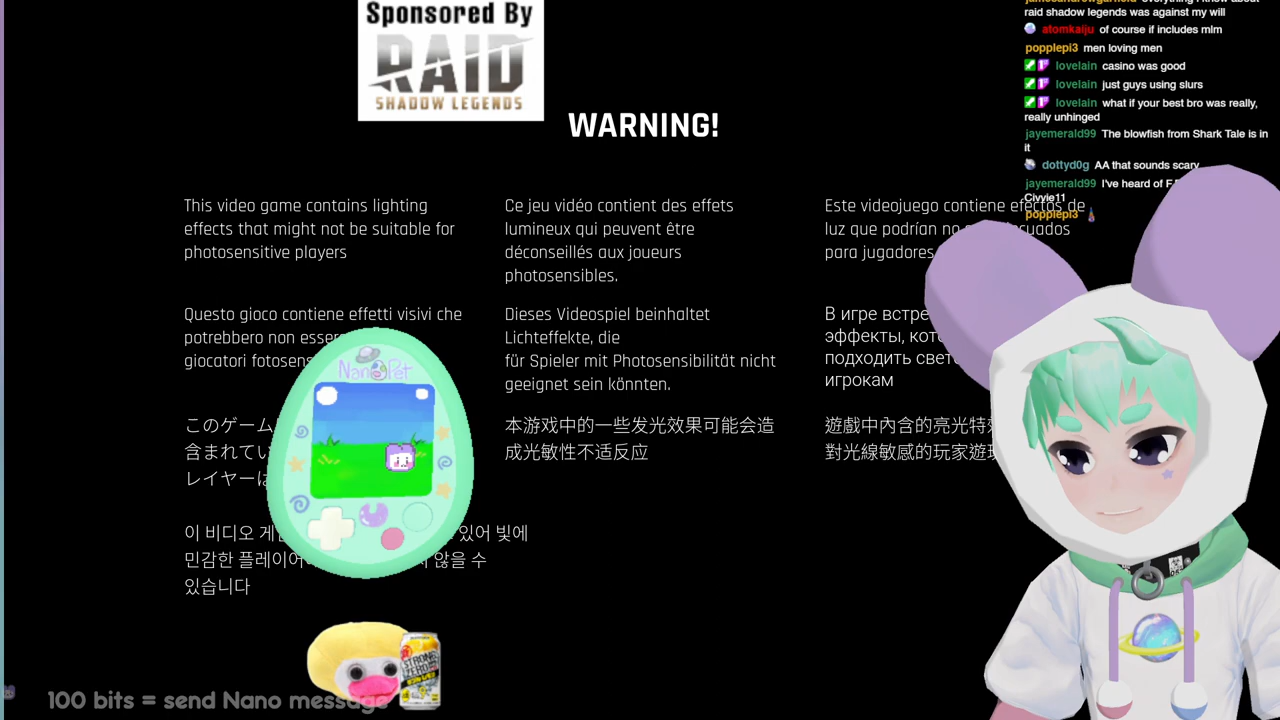 Sponsored By
RAID
SHADOW LEGENDS
WARNING!
This video game contains lighting
effects that might not be suitable for
photosensitive players
Ce jeu vidéo contient des effets
lumineux qui peuvent être
déconseillés aux joueurs
photosensibles.
Este videojuego contiene efectos de
luz que podrían no
para jugadores
Questo gioco contiene effetti visivi che
potrebbero non
giocatori
Dieses Videospiel beinhaltet
Lichteffekte, die
für Spieler mit Photosensibilität nicht
geeignet sein könnten.
В игре
эффекты,
подходить
игрокам
このゲーム
含まれてい
レイヤーは
本游戏中的一些发光效果可能会造
成光敏性不适反应
遊戲中內含的亮光特
對光線敏感的玩家遊
이 비디오 있어 빛에
민감한 플레이어 않을 수
있습니다
NanoPet
STRONG
ZERO
100 bits = send Nano message
raid shadow legends was against my will
atomkaiju of course if includes mlm
popplepi3 men loving men
lovelain casino was good
lovelain just guys using slurs
lovelain what if your best bro was really,
really unhinged
jayemerald99 The blowfish from Shark Tale is in
it
dottyd0g AA that sounds scary
jayemerald99 I've heard of
Civvie11
popplepi3